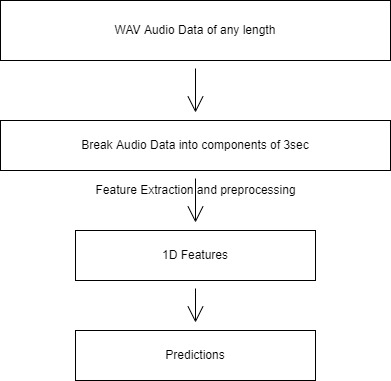 WAV Audio Data of any length
Break Audio Data into components of 3sec
Feature Extraction and preprocessing
1D Features
Predictions